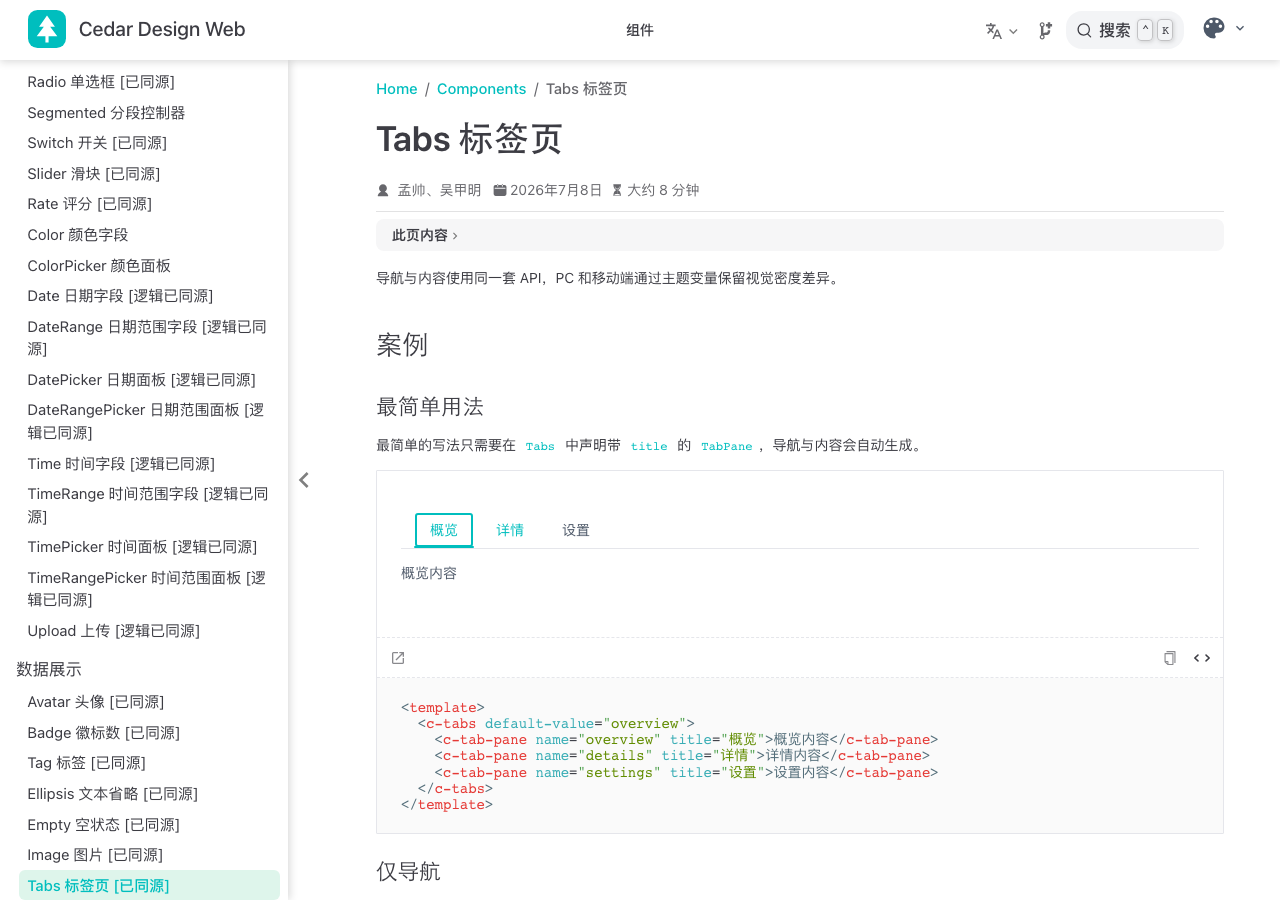 Cedar Design Web
组件
搜索 ^ K
Radio 单选框 [已同源]
Segmented 分段控制器
Switch 开关 [已同源]
Slider 滑块 [已同源]
Rate 评分 [已同源]
Color 颜色字段
ColorPicker 颜色面板
Date 日期字段 [逻辑已同源]
DateRange 日期范围字段 [逻辑已同
源]
DatePicker 日期面板 [逻辑已同源]
DateRangePicker 日期范围面板 [逻
辑已同源]
Time 时间字段 [逻辑已同源]
TimeRange 时间范围字段 [逻辑已同
源]
TimePicker 时间面板 [逻辑已同源]
TimeRangePicker 时间范围面板 [逻
辑已同源]
Upload 上传 [逻辑已同源]
数据展示
Avatar 头像 [已同源]
Badge 徽标数 [已同源]
Tag 标签 [已同源]
Ellipsis 文本省略 [已同源]
Empty 空状态 [已同源]
Image 图片 [已同源]
Tabs 标签页 [已同源]
Home / Components / Tabs 标签页
Tabs 标签页
孟帅、吴甲明 2026年7月8日 大约 8 分钟
此页内容
导航与内容使用同一套 API，PC 和移动端通过主题变量保留视觉密度差异。
案例
最简单用法
最简单的写法只需要在 Tabs 中声明带 title 的 TabPane ，导航与内容会自动生成。
概览 详情 设置
概览内容
<template>
  <c-tabs default-value="overview">
    <c-tab-pane name="overview" title="概览">概览内容</c-tab-pane>
    <c-tab-pane name="details" title="详情">详情内容</c-tab-pane>
    <c-tab-pane name="settings" title="设置">设置内容</c-tab-pane>
  </c-tabs>
</template>
仅导航